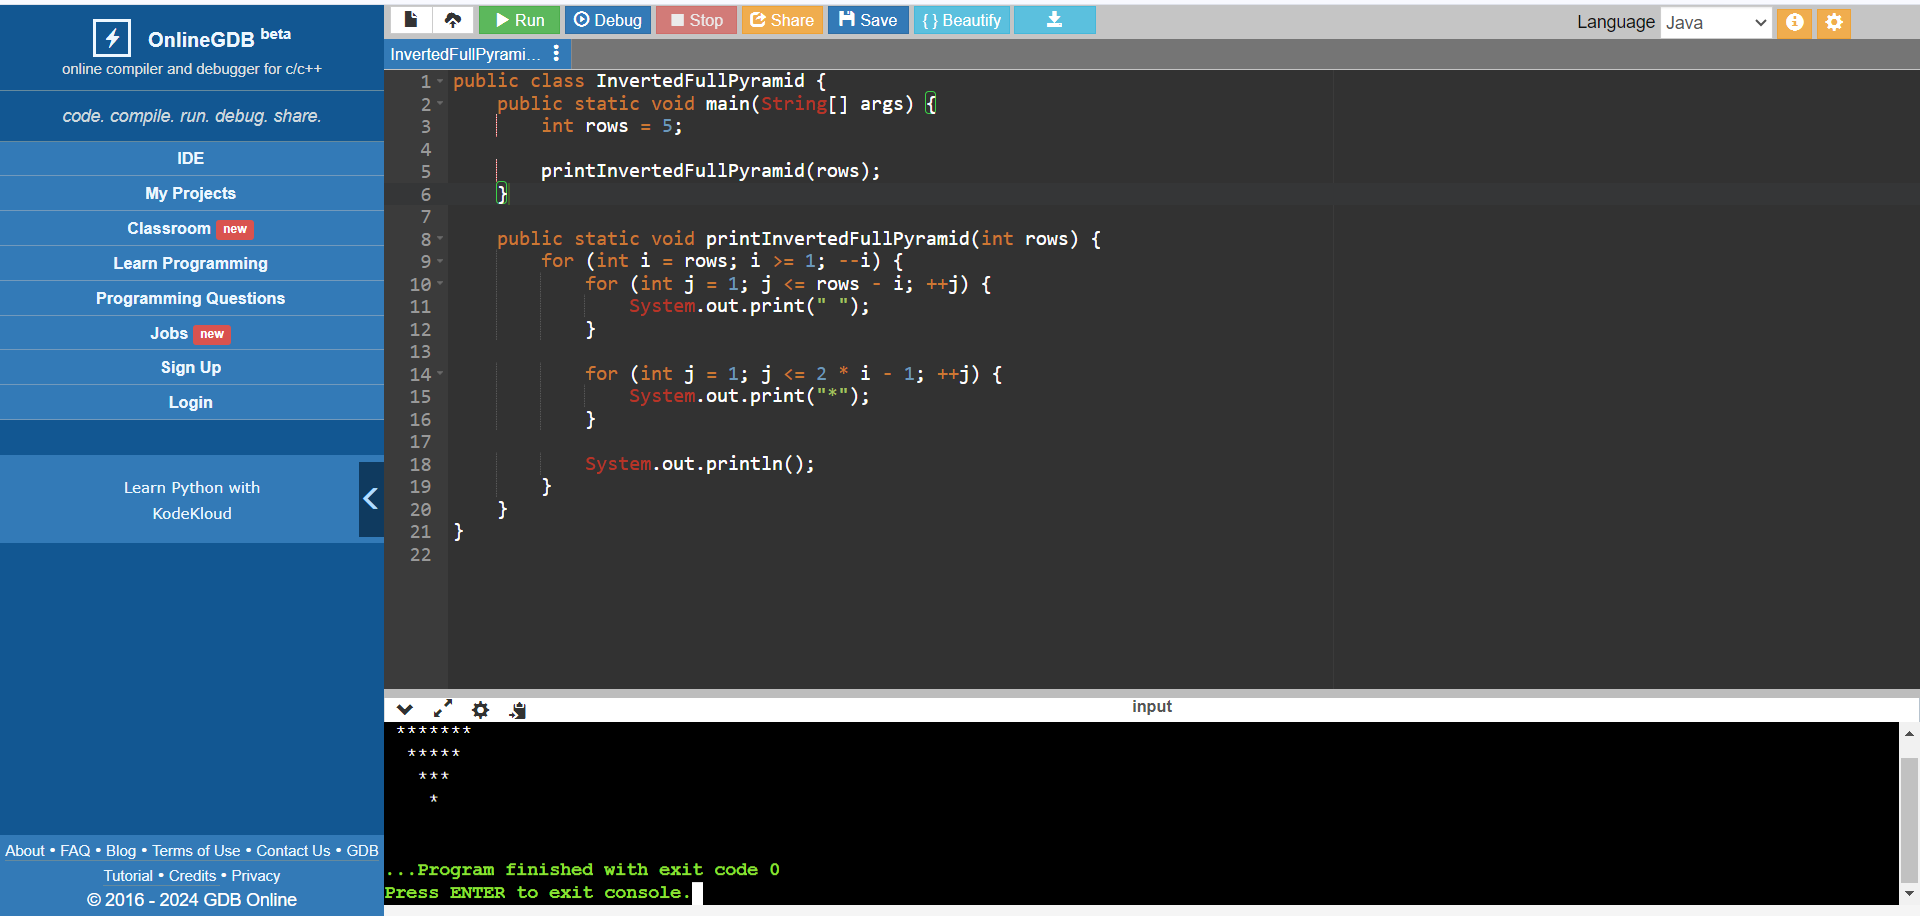 OnlineGDB beta
online compiler and debugger for c/c++
code. compile. run. debug. share.
IDE
My Projects
Classroom new
Learn Programming
Programming Questions
Jobs new
Sign Up
Login
Learn Python with
KodeKloud
About • FAQ • Blog • Terms of Use • Contact Us • GDB
Tutorial • Credits • Privacy
© 2016 - 2024 GDB Online
Run Debug Stop Share Save { } Beautify Language Java
InvertedFullPyrami...
1 public class InvertedFullPyramid {
2     public static void main(String[] args) {
3         int rows = 5;
4
5         printInvertedFullPyramid(rows);
6     }
7
8     public static void printInvertedFullPyramid(int rows) {
9         for (int i = rows; i >= 1; --i) {
10             for (int j = 1; j <= rows - i; ++j) {
11                 System.out.print(" ");
12             }
13
14             for (int j = 1; j <= 2 * i - 1; ++j) {
15                 System.out.print("*");
16             }
17
18             System.out.println();
19         }
20     }
21 }
22
input
 *******
  *****
   ***
    *
...Program finished with exit code 0
Press ENTER to exit console.